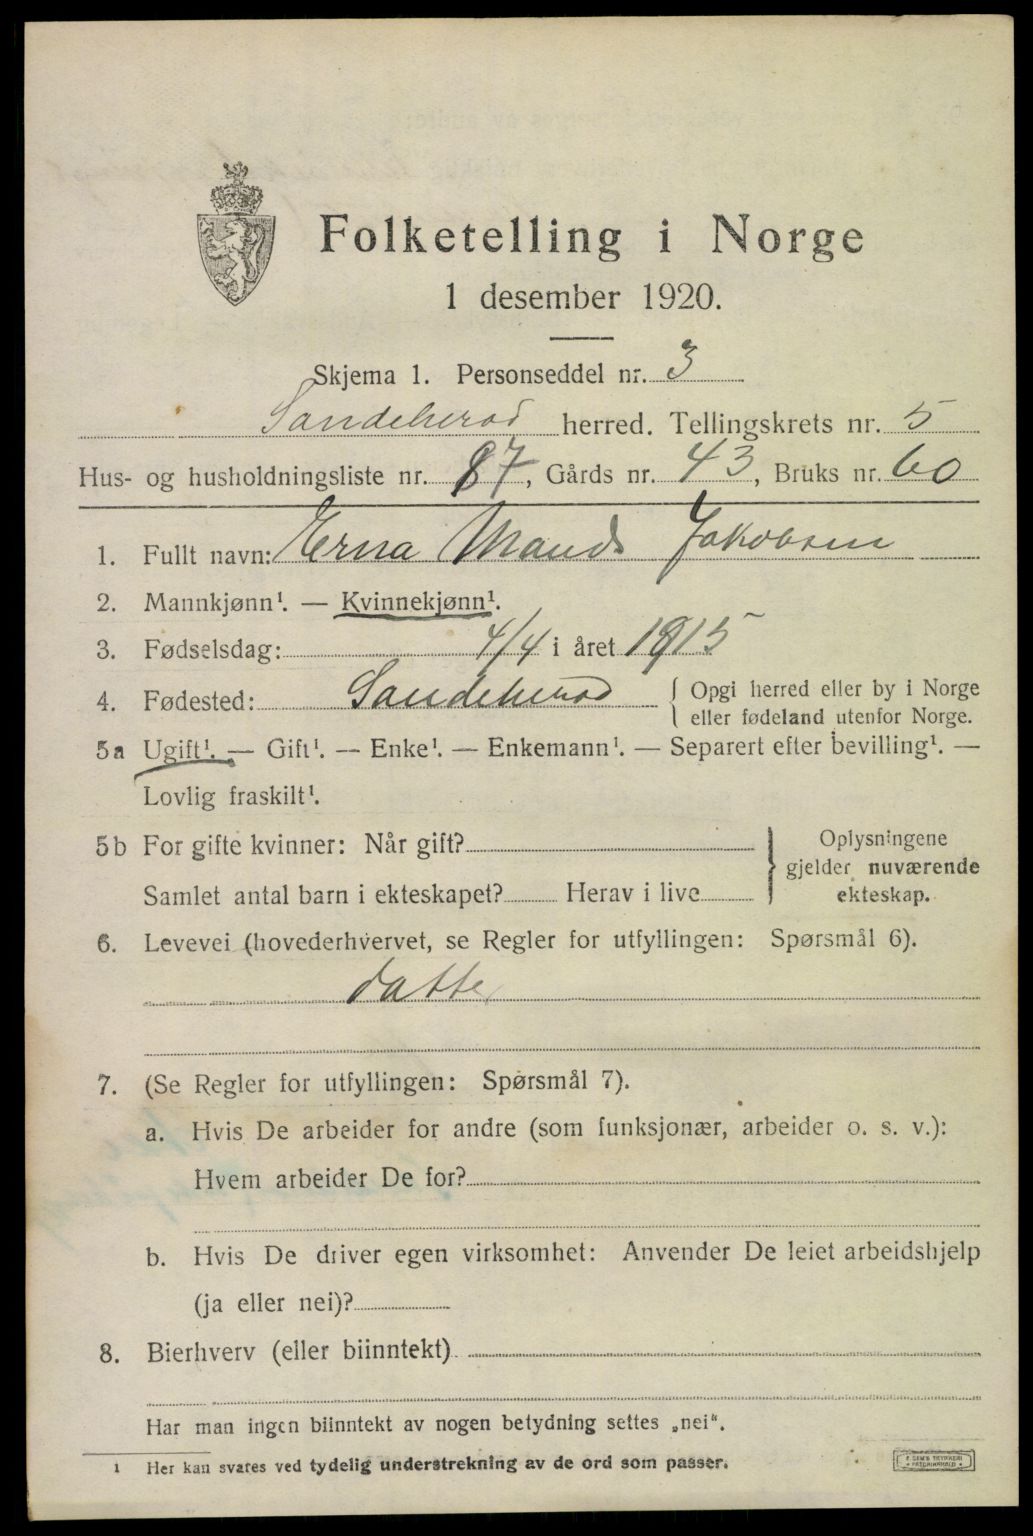 Folketelling i Norge
1 desember 1920.
Skjema 1. Personseddel nr. 3
Sandeherad herred. Tellingskrets nr. 5
Hus- og husholdningsliste nr. 87, Gårds nr. 43, Bruks nr. 60
1. Fullt navn: Erna Mauds Jakobsen
2. Mannkjønn¹. — Kvinnekjønn¹.
3. Fødselsdag: 4/4 i året 1915
4. Fødested: Sandeherad { Opgi herred eller by i Norge
eller fødeland utenfor Norge.
5a Ugift¹. — Gift¹. — Enke¹. — Enkemann¹. — Separert efter bevilling¹. —
Lovlig fraskilt¹.
5b For gifte kvinner: Når gift?
Samlet antal barn i ekteskapet? Herav i live
} Oplysningene
gjelder nuværende
ekteskap.
6. Levevei (hovederhvervet, se Regler for utfyllingen: Spørsmål 6).
datter
7. (Se Regler for utfyllingen: Spørsmål 7).
a. Hvis De arbeider for andre (som funksjonær, arbeider o. s. v.):
Hvem arbeider De for?
b. Hvis De driver egen virksomhet: Anvender De leiet arbeidshjelp
(ja eller nei)?
8. Bierhverv (eller biinntekt)
Har man ingen biinntekt av nogen betydning settes „nei".
¹ Her kan svares ved tydelig understrekning av de ord som passer.